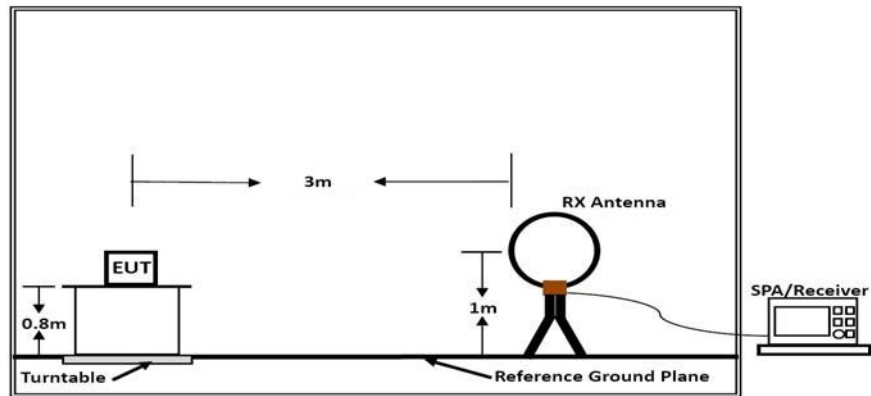 3m
RX Antenna
EUT
SPA/Receiver
0.8m
1m
Turntable
Reference Ground Plane